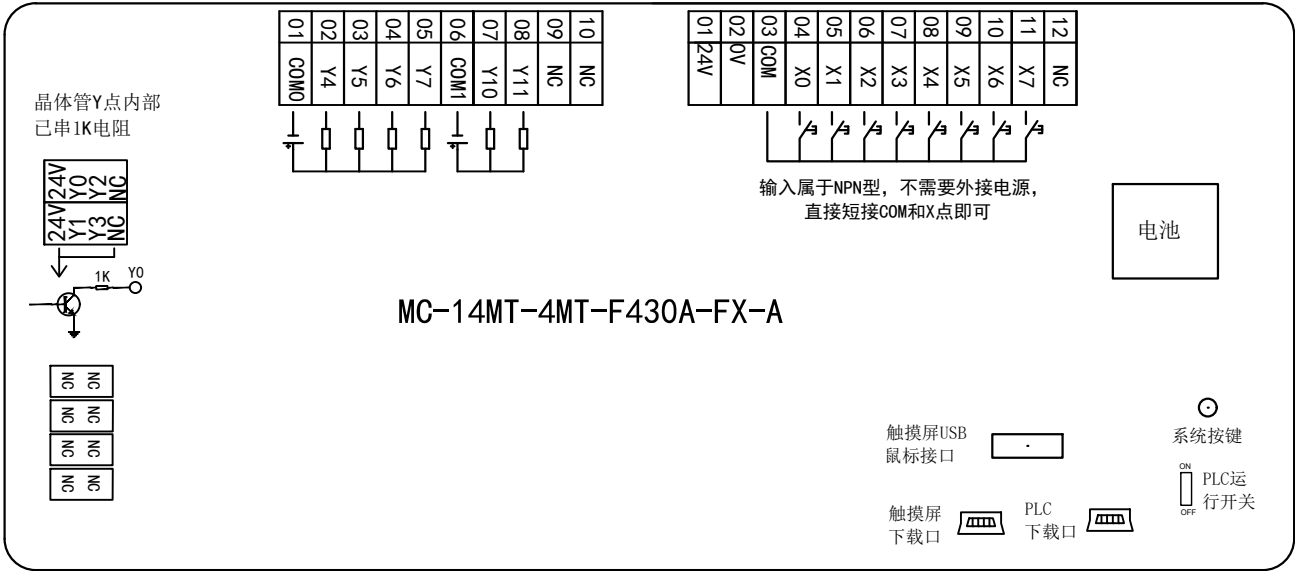 01 02 03 04 05 06 07 08 09 10
COM0 Y4 Y5 Y6 Y7 COM1 Y10 Y11 NC NC
01 02 03 04 05 06 07 08 09 10 11 12
24V 0V COM X0 X1 X2 X3 X4 X5 X6 X7 NC
晶体管Y点内部
已串1K电阻
24V 24V
Y1 Y0
Y3 Y2
NC NC
1K Y0
输入属于NPN型，不需要外接电源，
直接短接COM和X点即可
电池
MC-14MT-4MT-F430A-FX-A
NC NC
NC NC
NC NC
NC NC
系统按键
触摸屏USB
鼠标接口
ON
OFF
PLC运
行开关
触摸屏
下载口
PLC
下载口